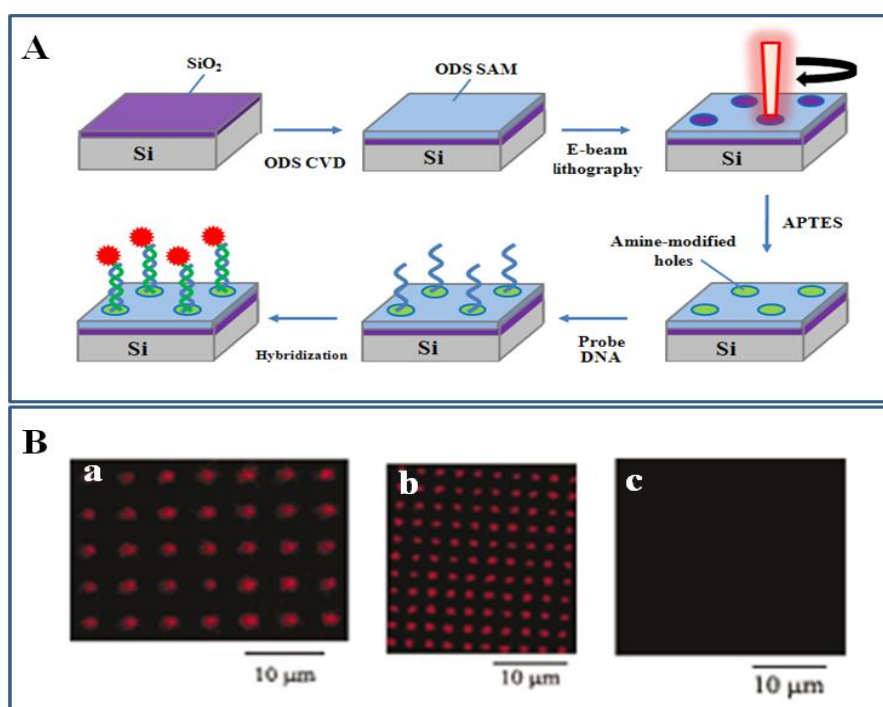 A
SiO₂
ODS SAM
Si
ODS CVD
Si
E-beam
lithography
Si
APTES
Amine-modified
holes
Si
Hybridization
Si
Probe
DNA
Si
B
a
b
c
10 µm
10 µm
10 µm